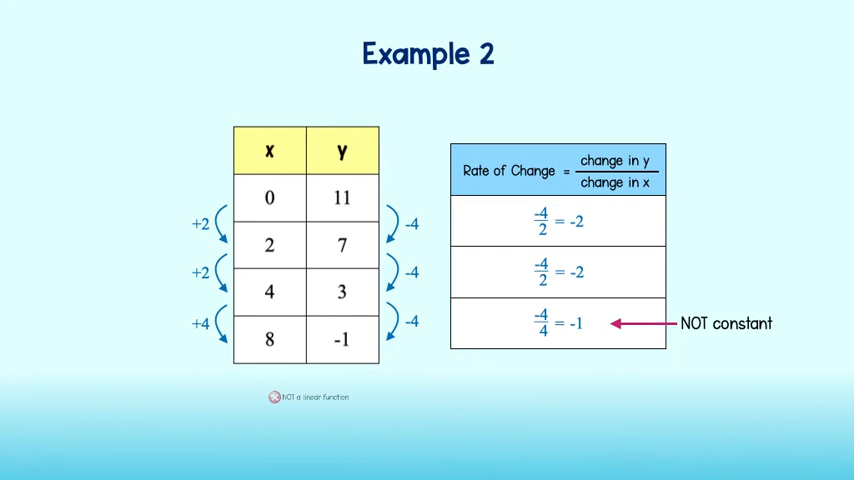 Example 2
x y
0 11
2 7
4 3
8 -1
+2
+2
+4
-4
-4
-4
Rate of Change = change in y / change in x
-4/2 = -2
-4/2 = -2
-4/4 = -1
NOT constant
NOT a linear function